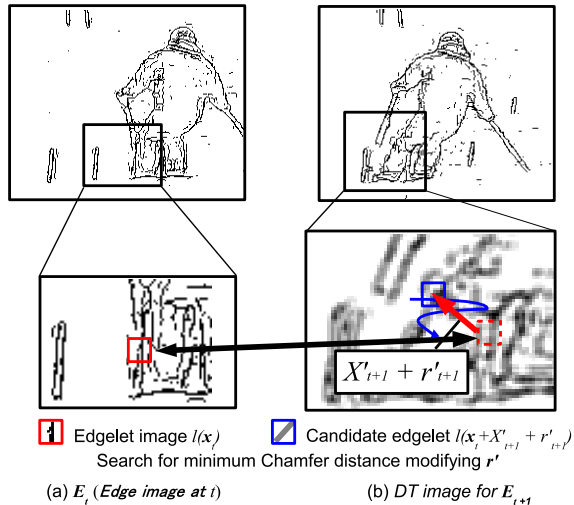 X't+1 + r't+1
Edgelet image l(xt)
Candidate edgelet l(xt+X't+1 + r't+1)
Search for minimum Chamfer distance modifying r'
(a) Et (Edge image at t)
(b) DT image for Et+1